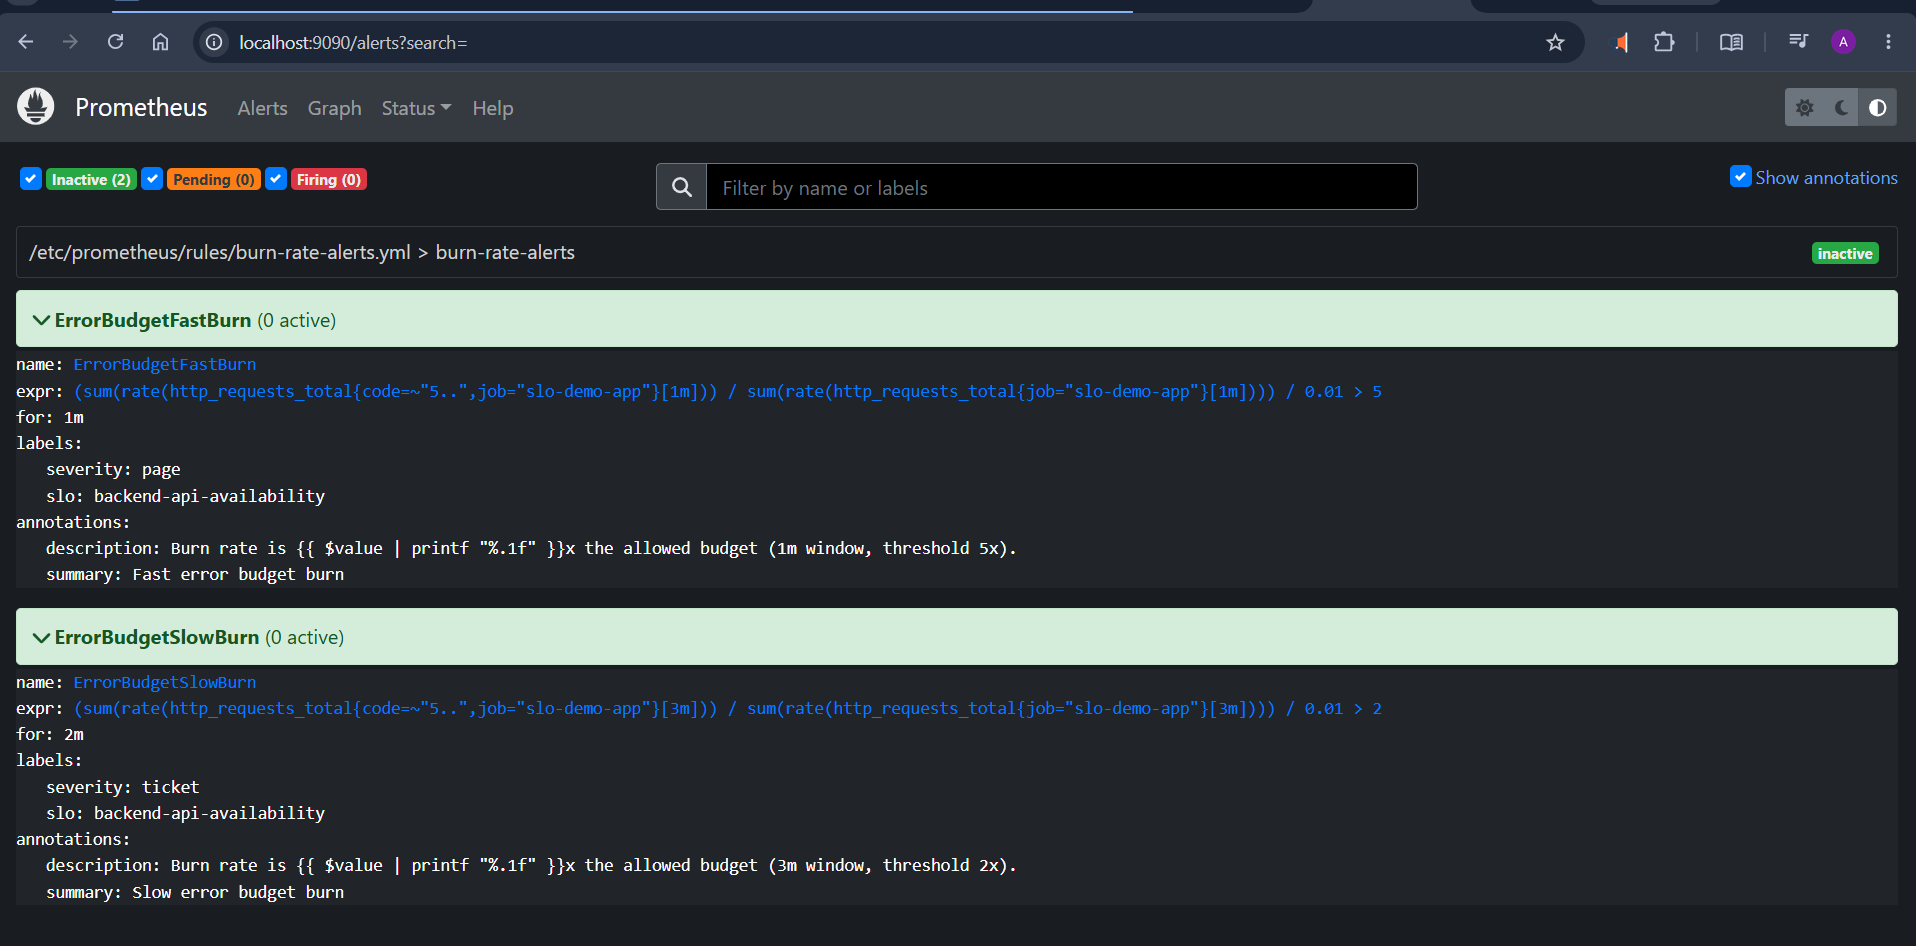 localhost:9090/alerts?search=
A
Prometheus Alerts Graph Status Help
Inactive (2) Pending (0) Firing (0)
Filter by name or labels
Show annotations
/etc/prometheus/rules/burn-rate-alerts.yml > burn-rate-alerts
inactive
ErrorBudgetFastBurn (0 active)
name: ErrorBudgetFastBurn
expr: (sum(rate(http_requests_total{code=~"5..",job="slo-demo-app"}[1m])) / sum(rate(http_requests_total{job="slo-demo-app"}[1m]))) / 0.01 > 5
for: 1m
labels:
severity: page
slo: backend-api-availability
annotations:
description: Burn rate is {{ $value | printf "%.1f" }}x the allowed budget (1m window, threshold 5x).
summary: Fast error budget burn
ErrorBudgetSlowBurn (0 active)
name: ErrorBudgetSlowBurn
expr: (sum(rate(http_requests_total{code=~"5..",job="slo-demo-app"}[3m])) / sum(rate(http_requests_total{job="slo-demo-app"}[3m]))) / 0.01 > 2
for: 2m
labels:
severity: ticket
slo: backend-api-availability
annotations:
description: Burn rate is {{ $value | printf "%.1f" }}x the allowed budget (3m window, threshold 2x).
summary: Slow error budget burn